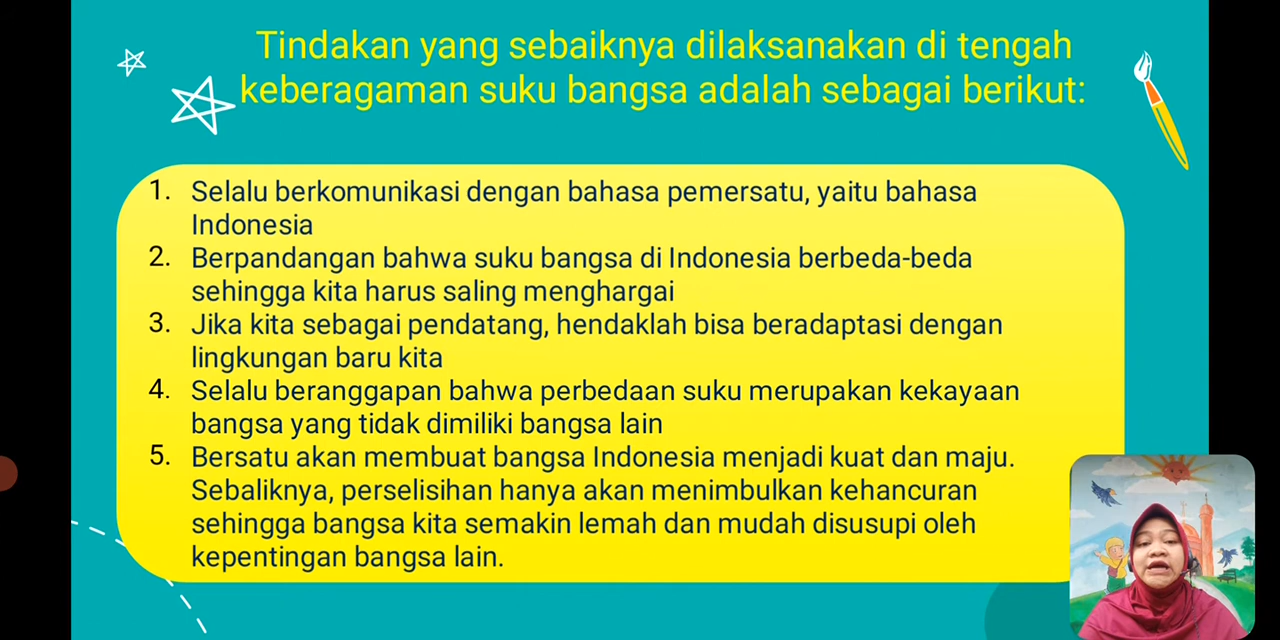 Tindakan yang sebaiknya dilaksanakan di tengah
keberagaman suku bangsa adalah sebagai berikut:
1. Selalu berkomunikasi dengan bahasa pemersatu, yaitu bahasa
Indonesia
2. Berpandangan bahwa suku bangsa di Indonesia berbeda-beda
sehingga kita harus saling menghargai
3. Jika kita sebagai pendatang, hendaklah bisa beradaptasi dengan
lingkungan baru kita
4. Selalu beranggapan bahwa perbedaan suku merupakan kekayaan
bangsa yang tidak dimiliki bangsa lain
5. Bersatu akan membuat bangsa Indonesia menjadi kuat dan maju.
Sebaliknya, perselisihan hanya akan menimbulkan kehancuran
sehingga bangsa kita semakin lemah dan mudah disusupi oleh
kepentingan bangsa lain.